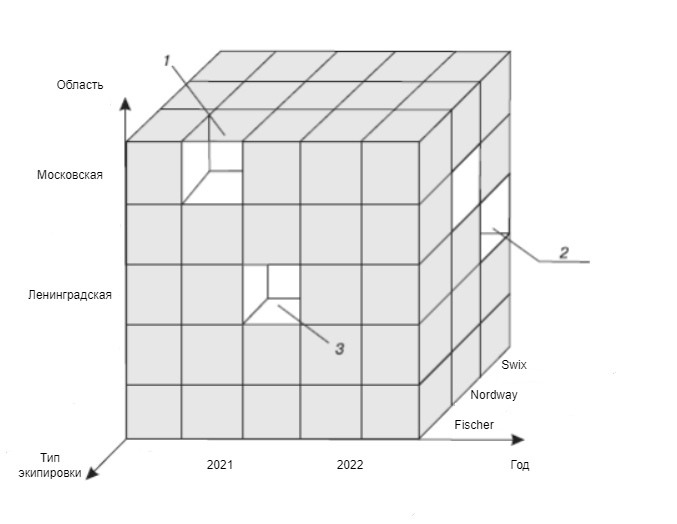 1
Область
Московская
2
Ленинградская
3
Swix
Nordway
Fischer
Тип
экипировки
2021
2022
Год